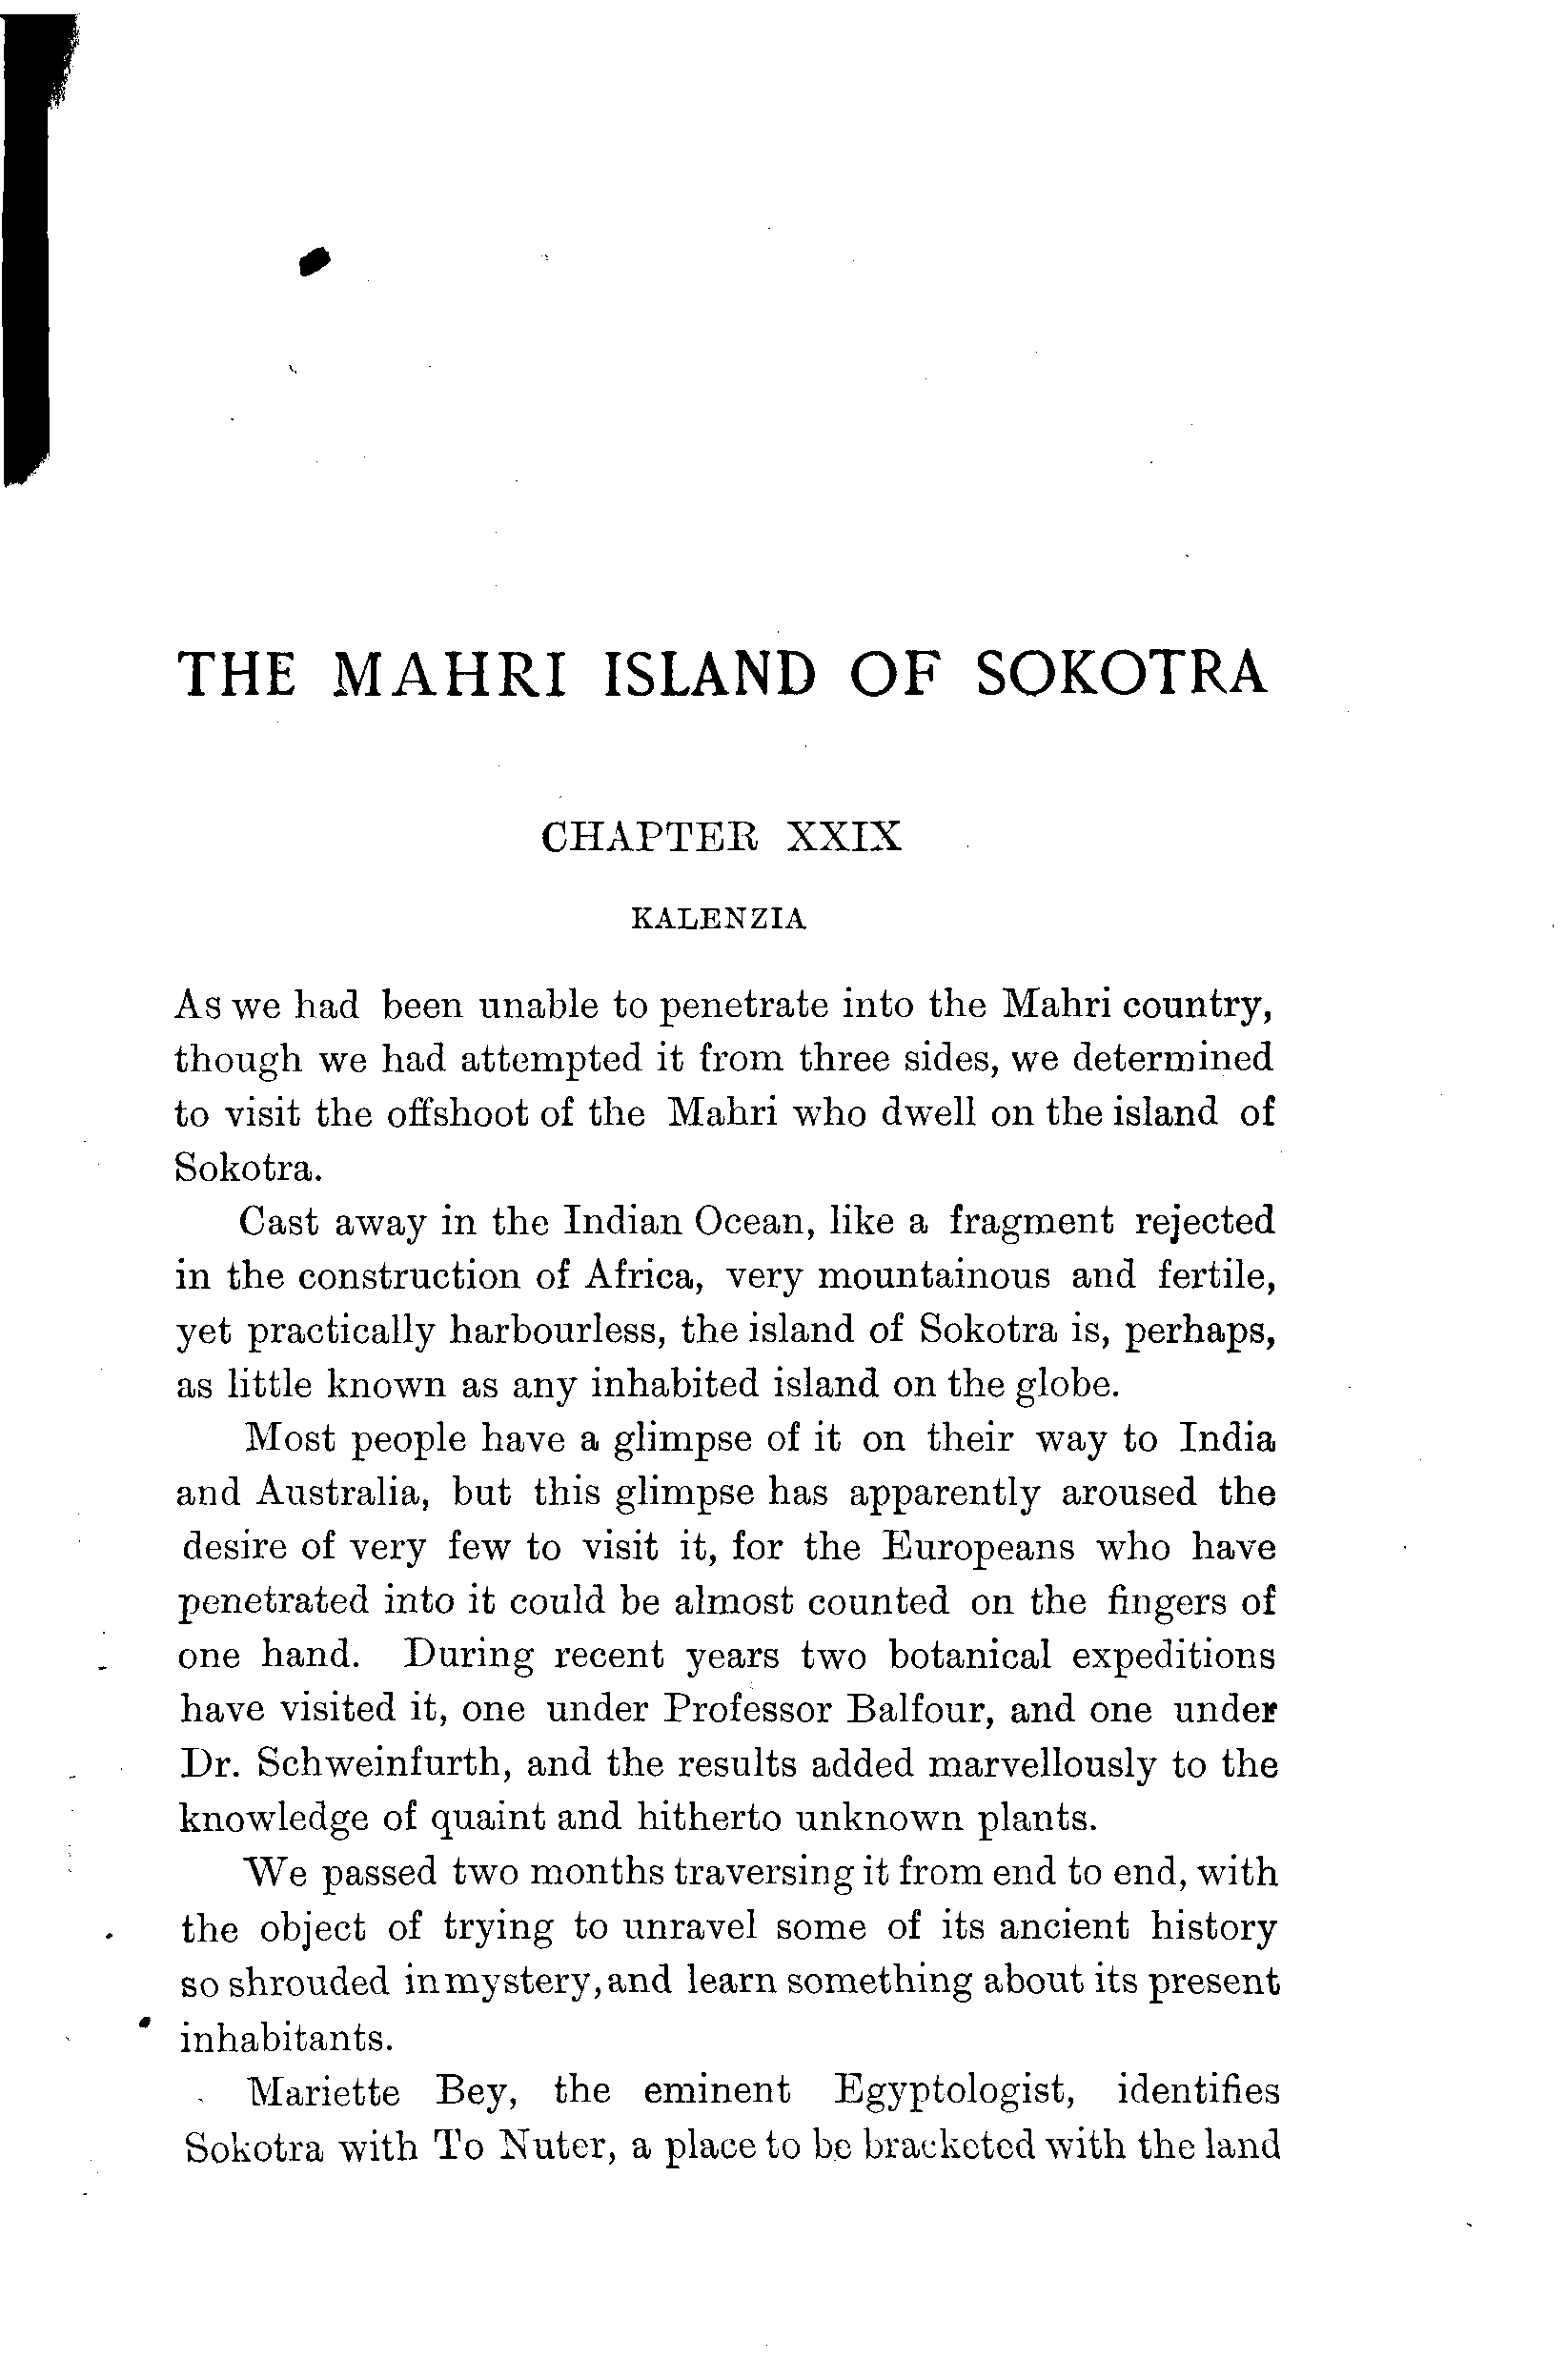 THE MAHRI ISLAND OF SOKOTRA
CHAPTER XXIX
KALENZIA
As we had been unable to penetrate into the Mahri country,
though we had attempted it from three sides, we determined
to visit the offshoot of the Mahri who dwell on the island of
Sokotra.
Cast away in the Indian Ocean, like a fragment rejected
in the construction of Africa, very mountainous and fertile,
yet practically harbourless, the island of Sokotra is, perhaps,
as little known as any inhabited island on the globe.
Most people have a glimpse of it on their way to India
and Australia, but this glimpse has apparently aroused the
desire of very few to visit it, for the Europeans who have
penetrated into it could be almost counted on the fingers of
one hand. During recent years two botanical expeditions
have visited it, one under Professor Balfour, and one under
Dr. Schweinfurth, and the results added marvellously to the
knowledge of quaint and hitherto unknown plants.
We passed two months traversing it from end to end, with
the object of trying to unravel some of its ancient history
so shrouded in mystery, and learn something about its present
inhabitants.
Mariette Bey, the eminent Egyptologist, identifies
Sokotra with To Nuter, a place to be bracketed with the land